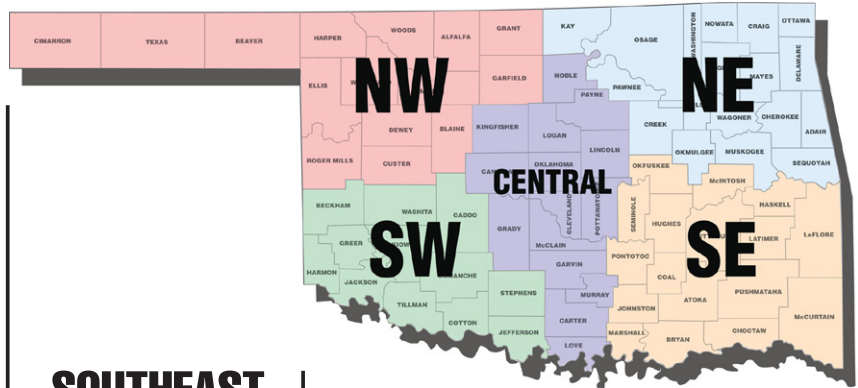 CIMARRON
TEXAS
BEAVER
HARPER
WOODS
ALFALFA
GRANT
KAY
OSAGE
WASHINGTON
NOWATA
CRAIG
OTTAWA
ELLIS
GARFIELD
NOBLE
PAWNEE
MAYES
DELAWARE
NW
NE
PAYNE
DEWEY
BLAINE
KINGFISHER
LOGAN
CREEK
WAGONER
CHEROKEE
ADAIR
ROGER MILLS
CUSTER
LINCOLN
OKMULGEE
MUSKOGEE
SEQUOYAH
OKLAHOMA
OKFUSKEE
McINTOSH
CENTRAL
BECKHAM
WASHITA
CADDO
CLEVELAND
SEMINOLE
HUGHES
HASKELL
GREER
GRADY
McCLAIN
LATIMER
LeFLORE
SW
SE
HARMON
JACKSON
GARVIN
PONTOTOC
COAL
TILLMAN
STEPHENS
MURRAY
ATOKA
PUSHMATAHA
COTTON
JEFFERSON
CARTER
JOHNSTON
McCURTAIN
MARSHALL
BRYAN
CHOCTAW
LOVE
SOUTHEAST